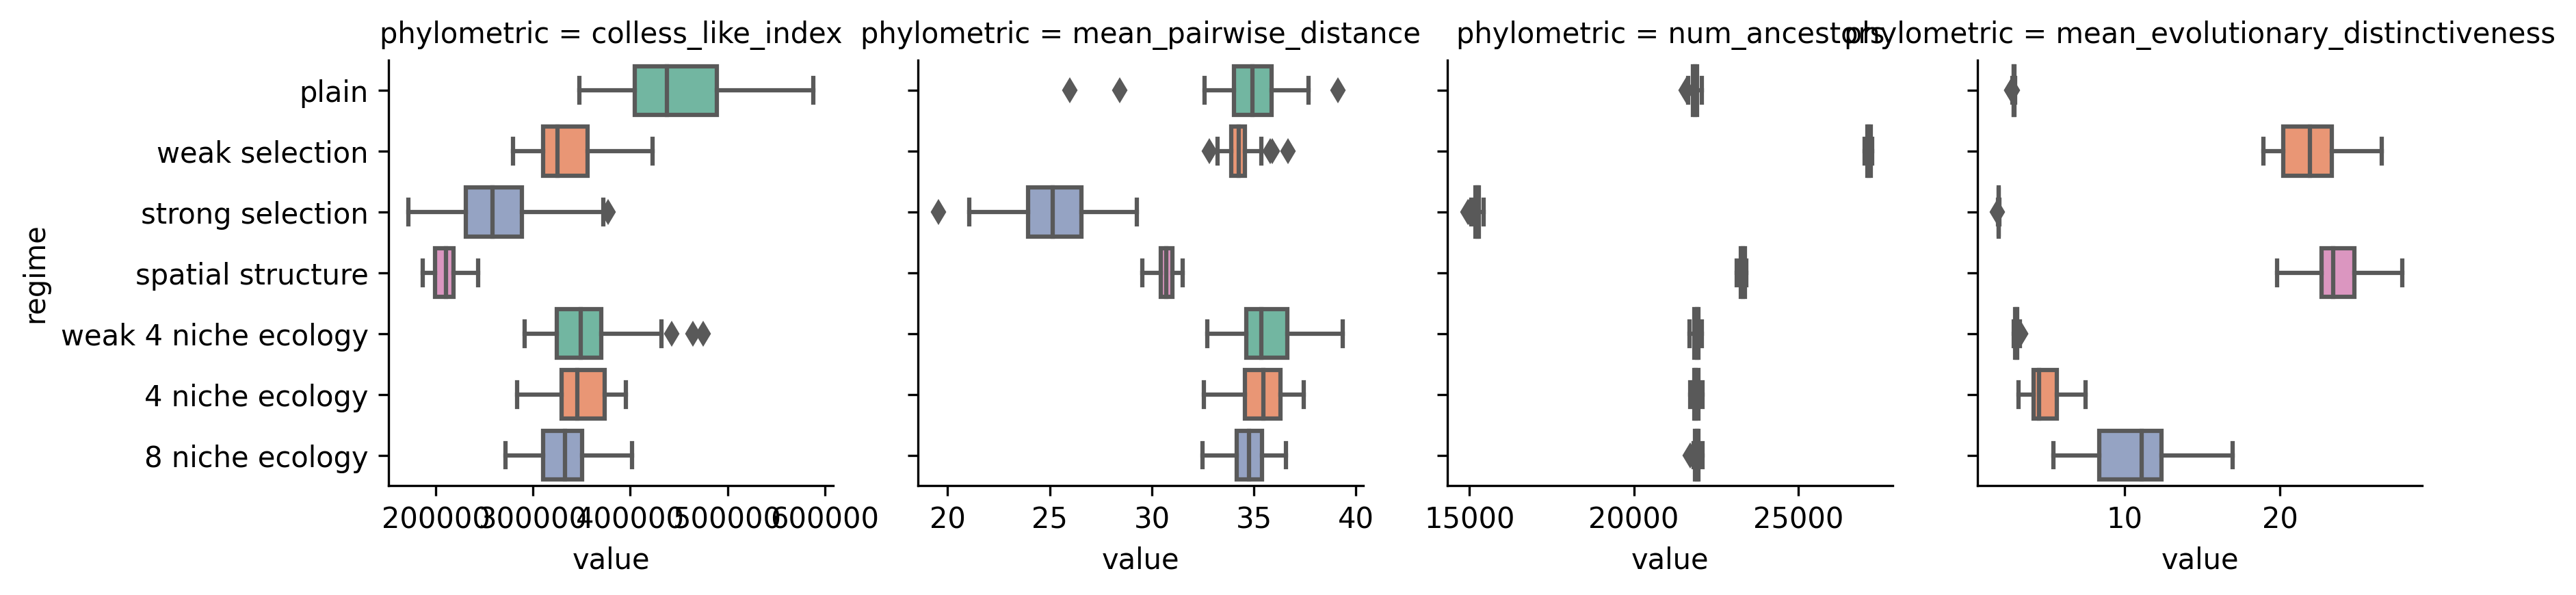 phylometric = colless_like_index
phylometric = mean_pairwise_distance
phylometric = num_ancestors
phylometric = mean_evolutionary_distinctiveness
regime
plain
weak selection
strong selection
spatial structure
weak 4 niche ecology
4 niche ecology
8 niche ecology
200000 300000 400000 500000 600000
value
20 25 30 35 40
value
15000 20000 25000
value
10 20
value